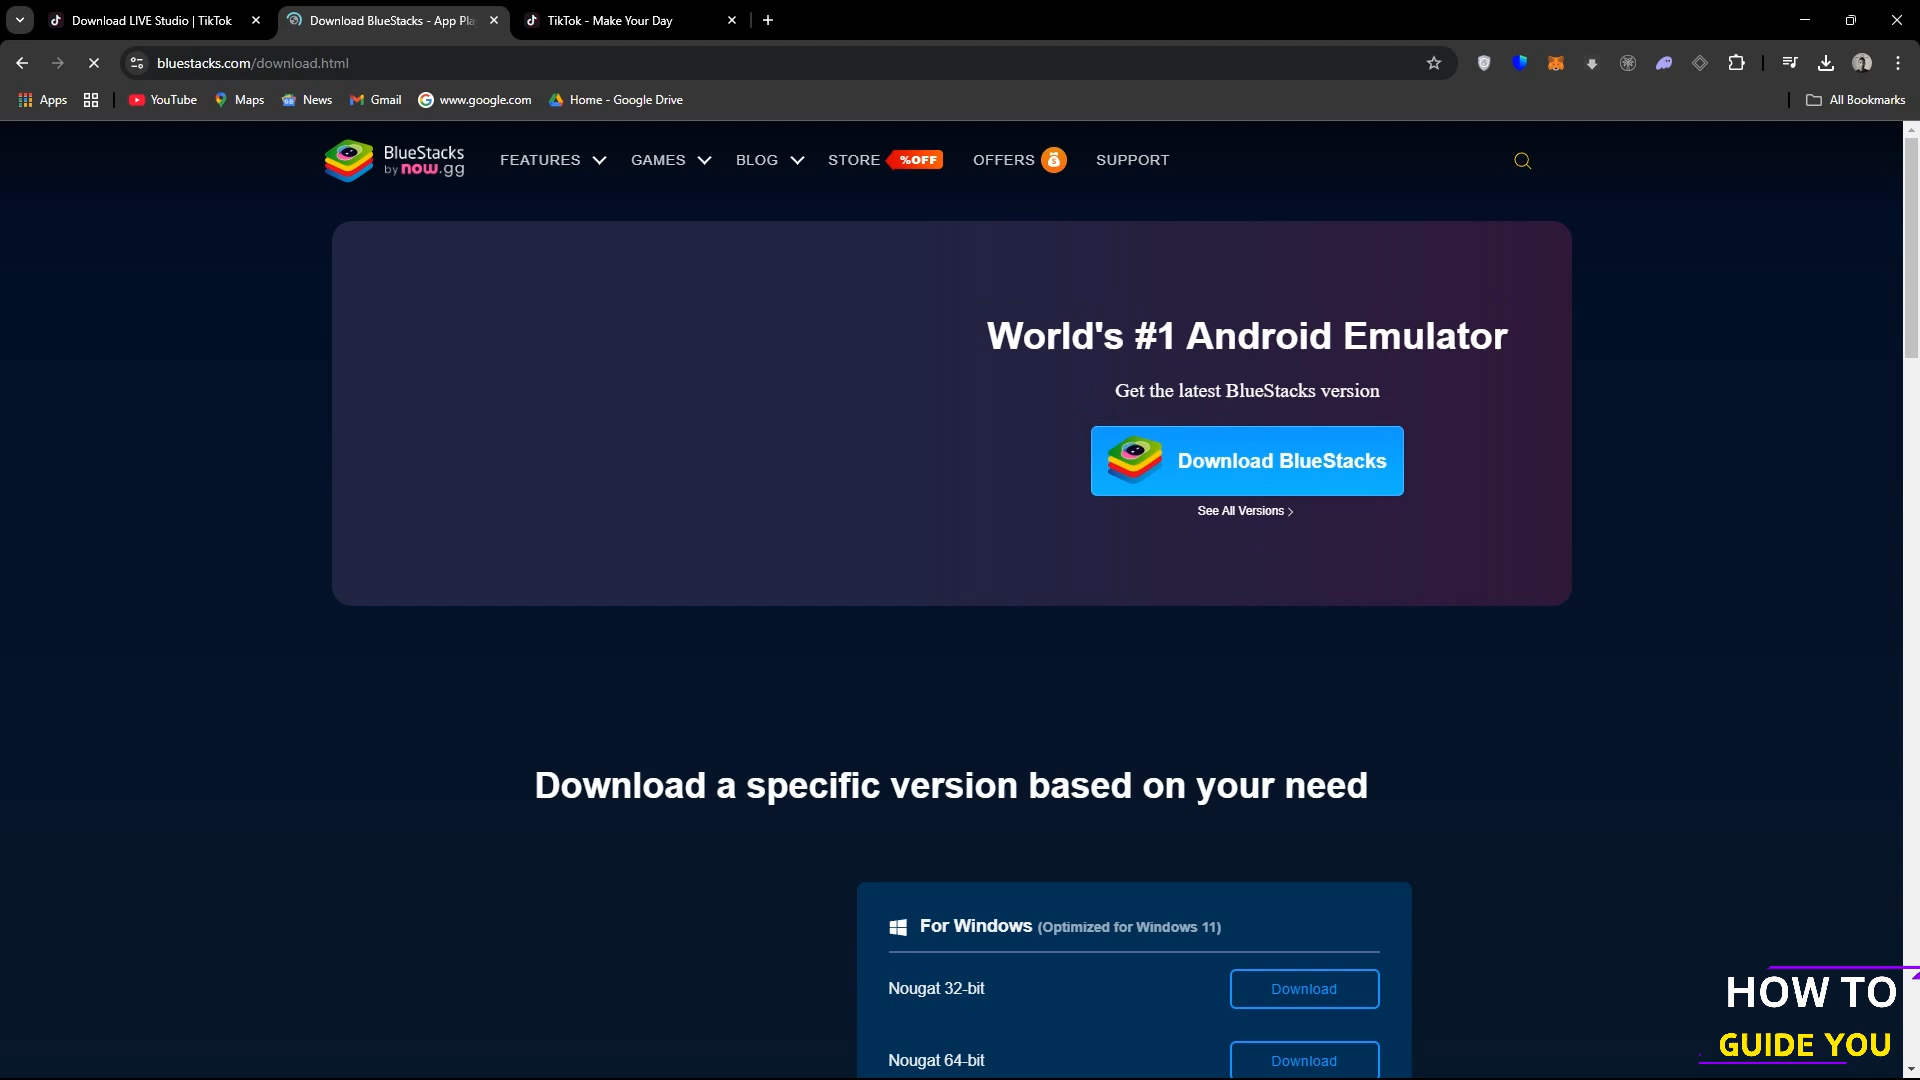 Download LIVE Studio | TikTok
Download BlueStacks - App Pla
TikTok - Make Your Day
bluestacks.com/download.html
Apps
YouTube
Maps
News
Gmail
www.google.com
Home - Google Drive
All Bookmarks
BlueStacks
by now.gg
FEATURES
GAMES
BLOG
STORE
%OFF
OFFERS
SUPPORT
World's #1 Android Emulator
Get the latest BlueStacks version
Download BlueStacks
See All Versions
Download a specific version based on your need
For Windows (Optimized for Windows 11)
Nougat 32-bit
Download
Nougat 64-bit
Download
HOW TO
GUIDE YOU